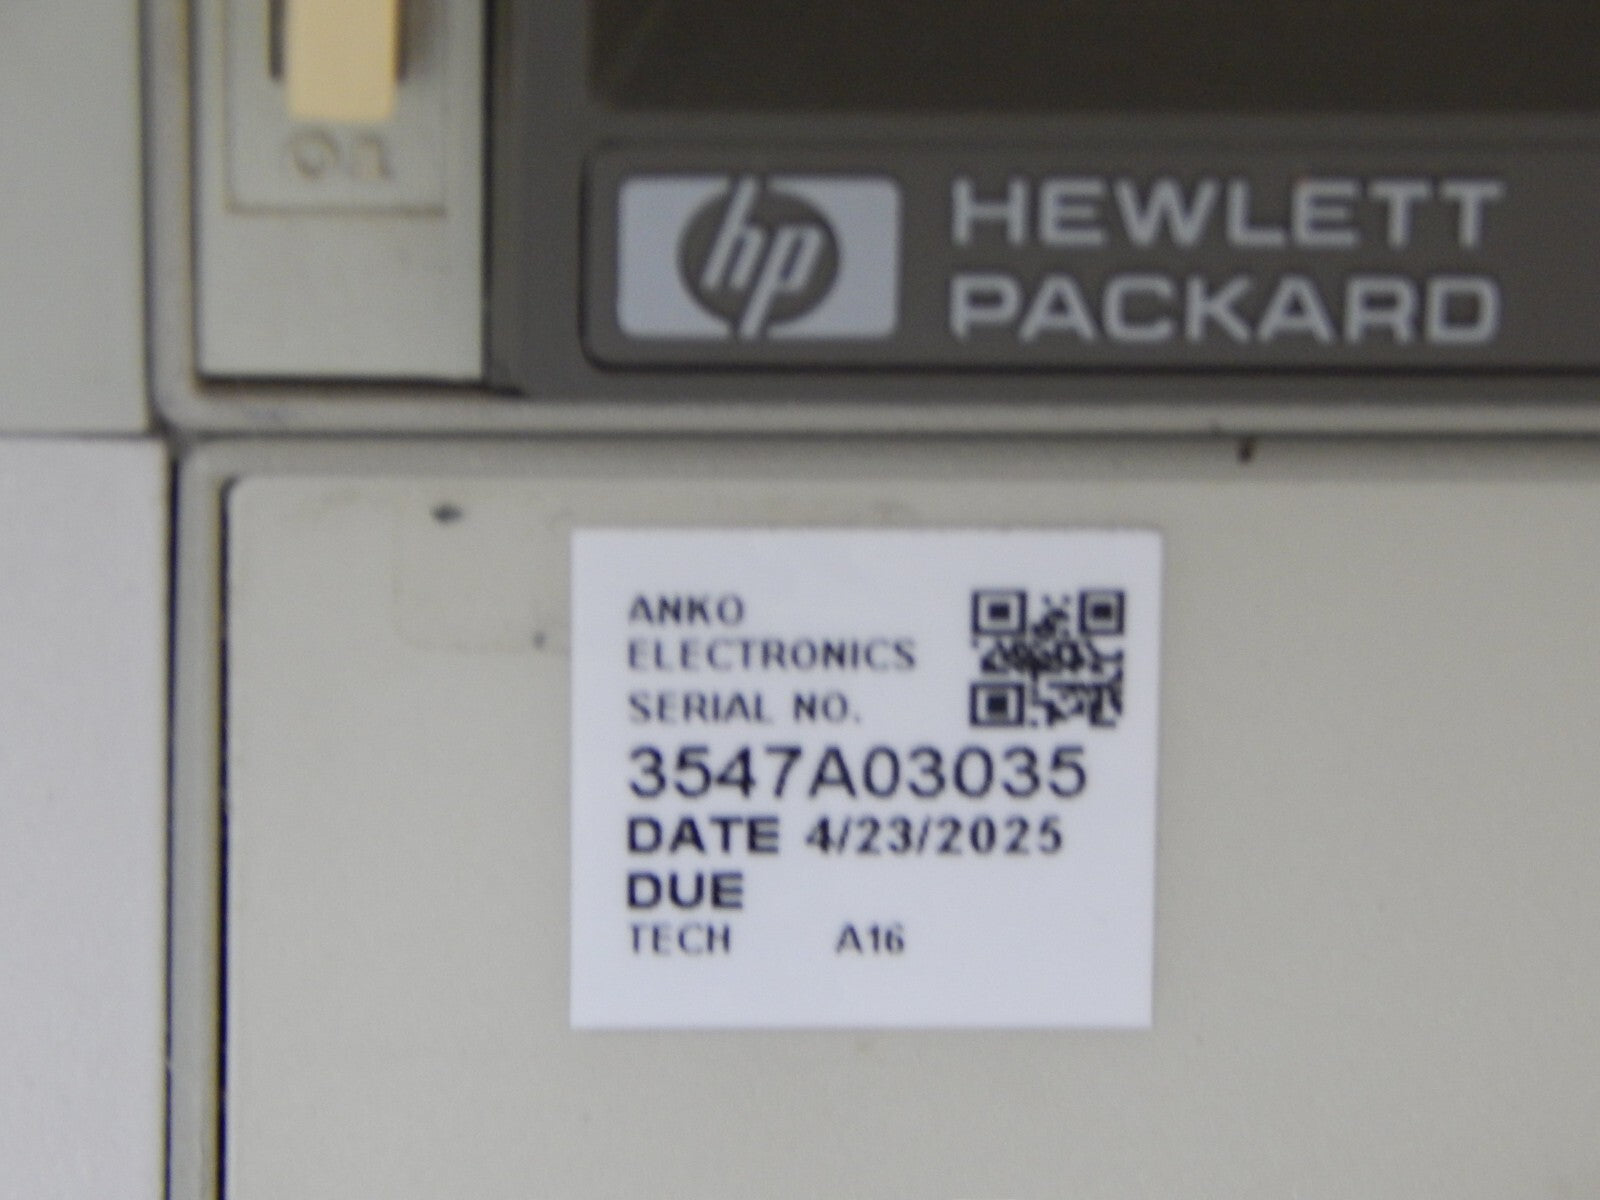 on
hp HEWLETT
PACKARD
ANKO
ELECTRONICS
SERIAL NO.
3547A03035
DATE 4/23/2025
DUE
TECH A16